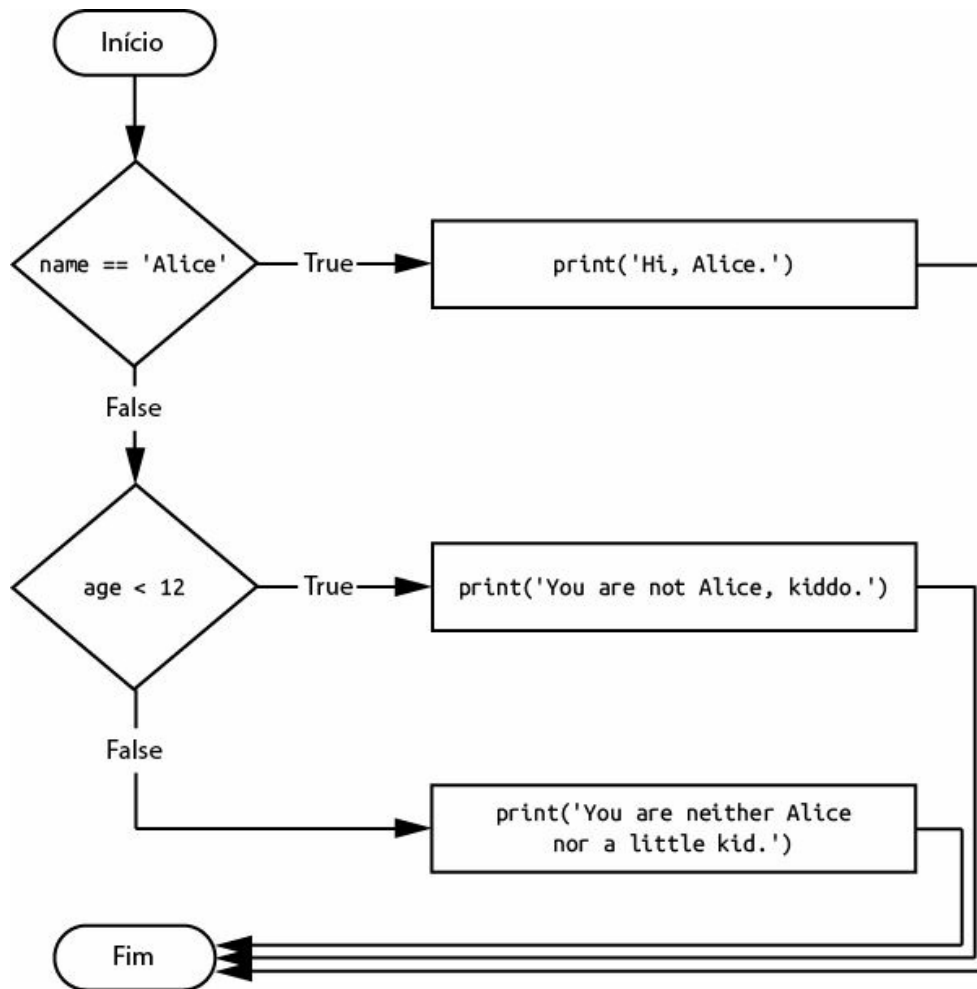 Início
name == 'Alice'
True
print('Hi, Alice.')
False
age < 12
True
print('You are not Alice, kiddo.')
False
print('You are neither Alice
nor a little kid.')
Fim